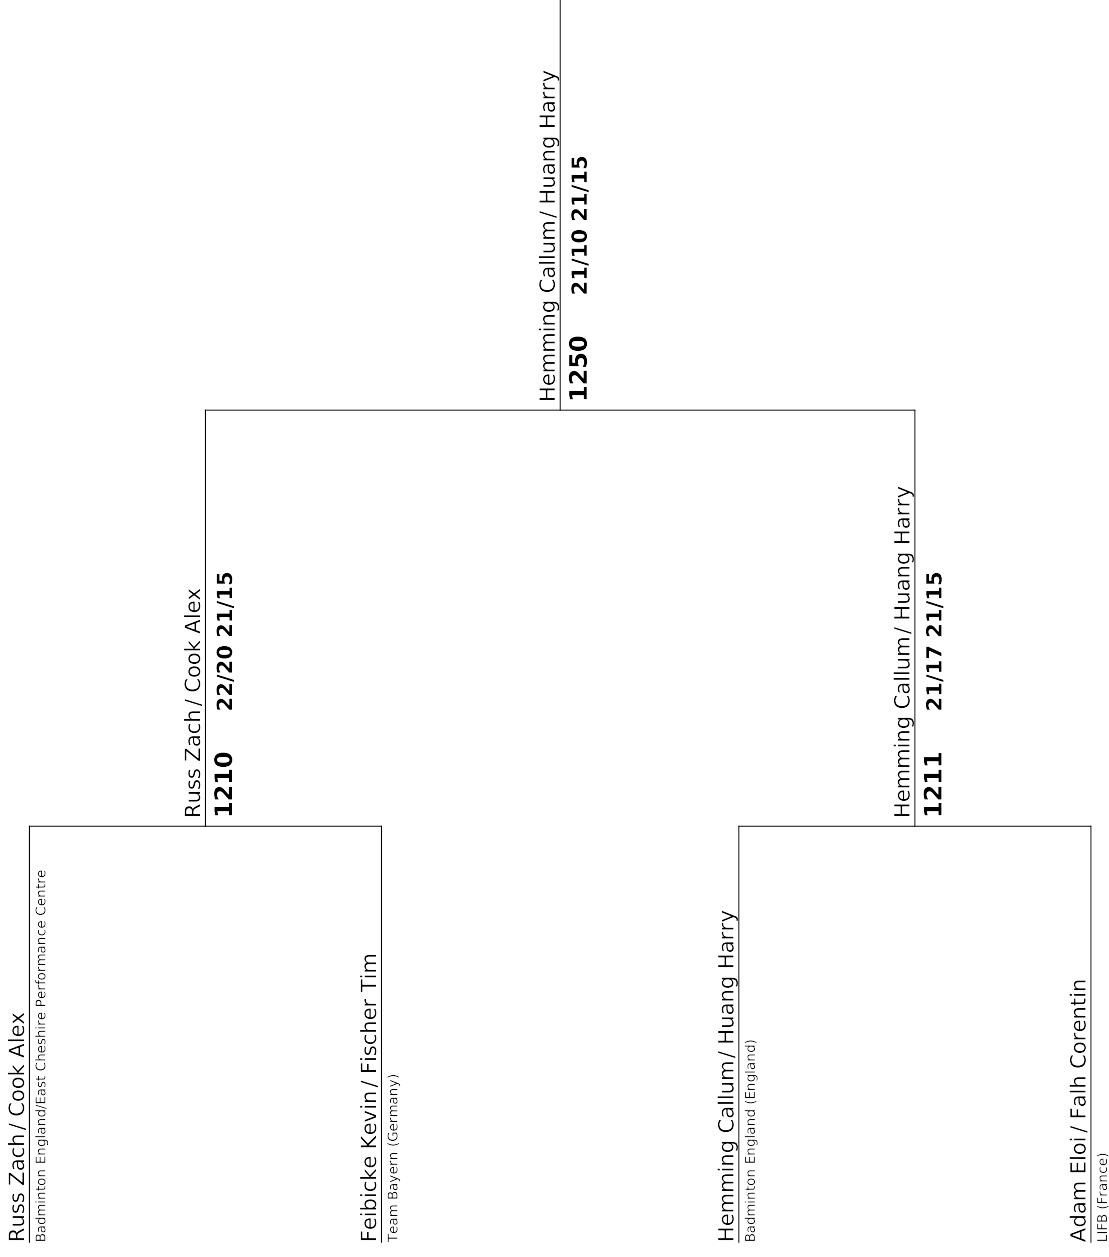 Russ Zach/ Cook Alex
Badminton England/East Cheshire Performance Centre
Russ Zach/ Cook Alex
1210 22/20 21/15
Feibicke Kevin/ Fischer Tim
Team Bayern (Germany)
Hemming Callum/ Huang Harry
1250 21/10 21/15
Hemming Callum/ Huang Harry
Badminton England (England)
Hemming Callum/ Huang Harry
1211 21/17 21/15
Adam Eloi/ Falh Corentin
LIFB (France)